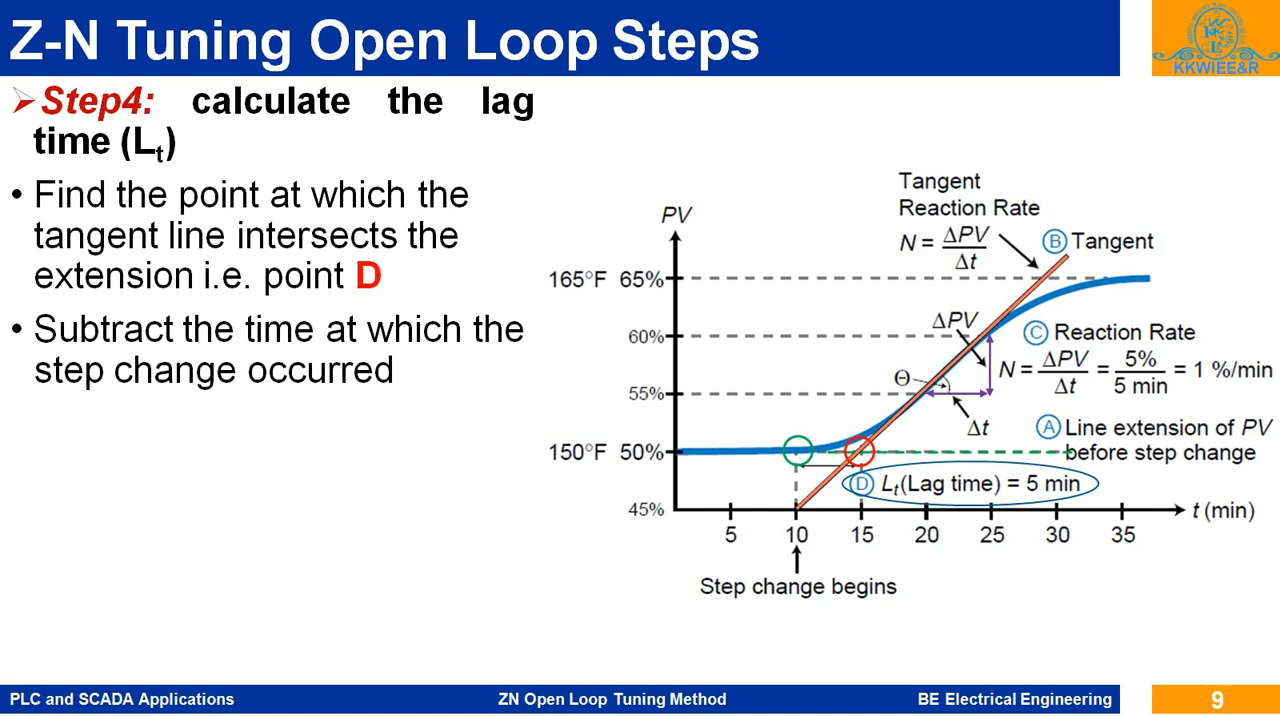 Z-N Tuning Open Loop Steps
KKWIEE&R
➢Step4: calculate the lag
time (Lt)
• Find the point at which the
tangent line intersects the
extension i.e. point D
• Subtract the time at which the
step change occurred
Tangent
Reaction Rate
N = ΔPV
Δt
PV
B Tangent
165°F 65%
60%
55%
150°F 50%
45%
ΔPV
Θ
Δt
C Reaction Rate
N = ΔPV/Δt = 5%/5 min = 1 %/min
A Line extension of PV
before step change
D Lt(Lag time) = 5 min
5 10 15 20 25 30 35
t (min)
Step change begins
PLC and SCADA Applications ZN Open Loop Tuning Method BE Electrical Engineering 9